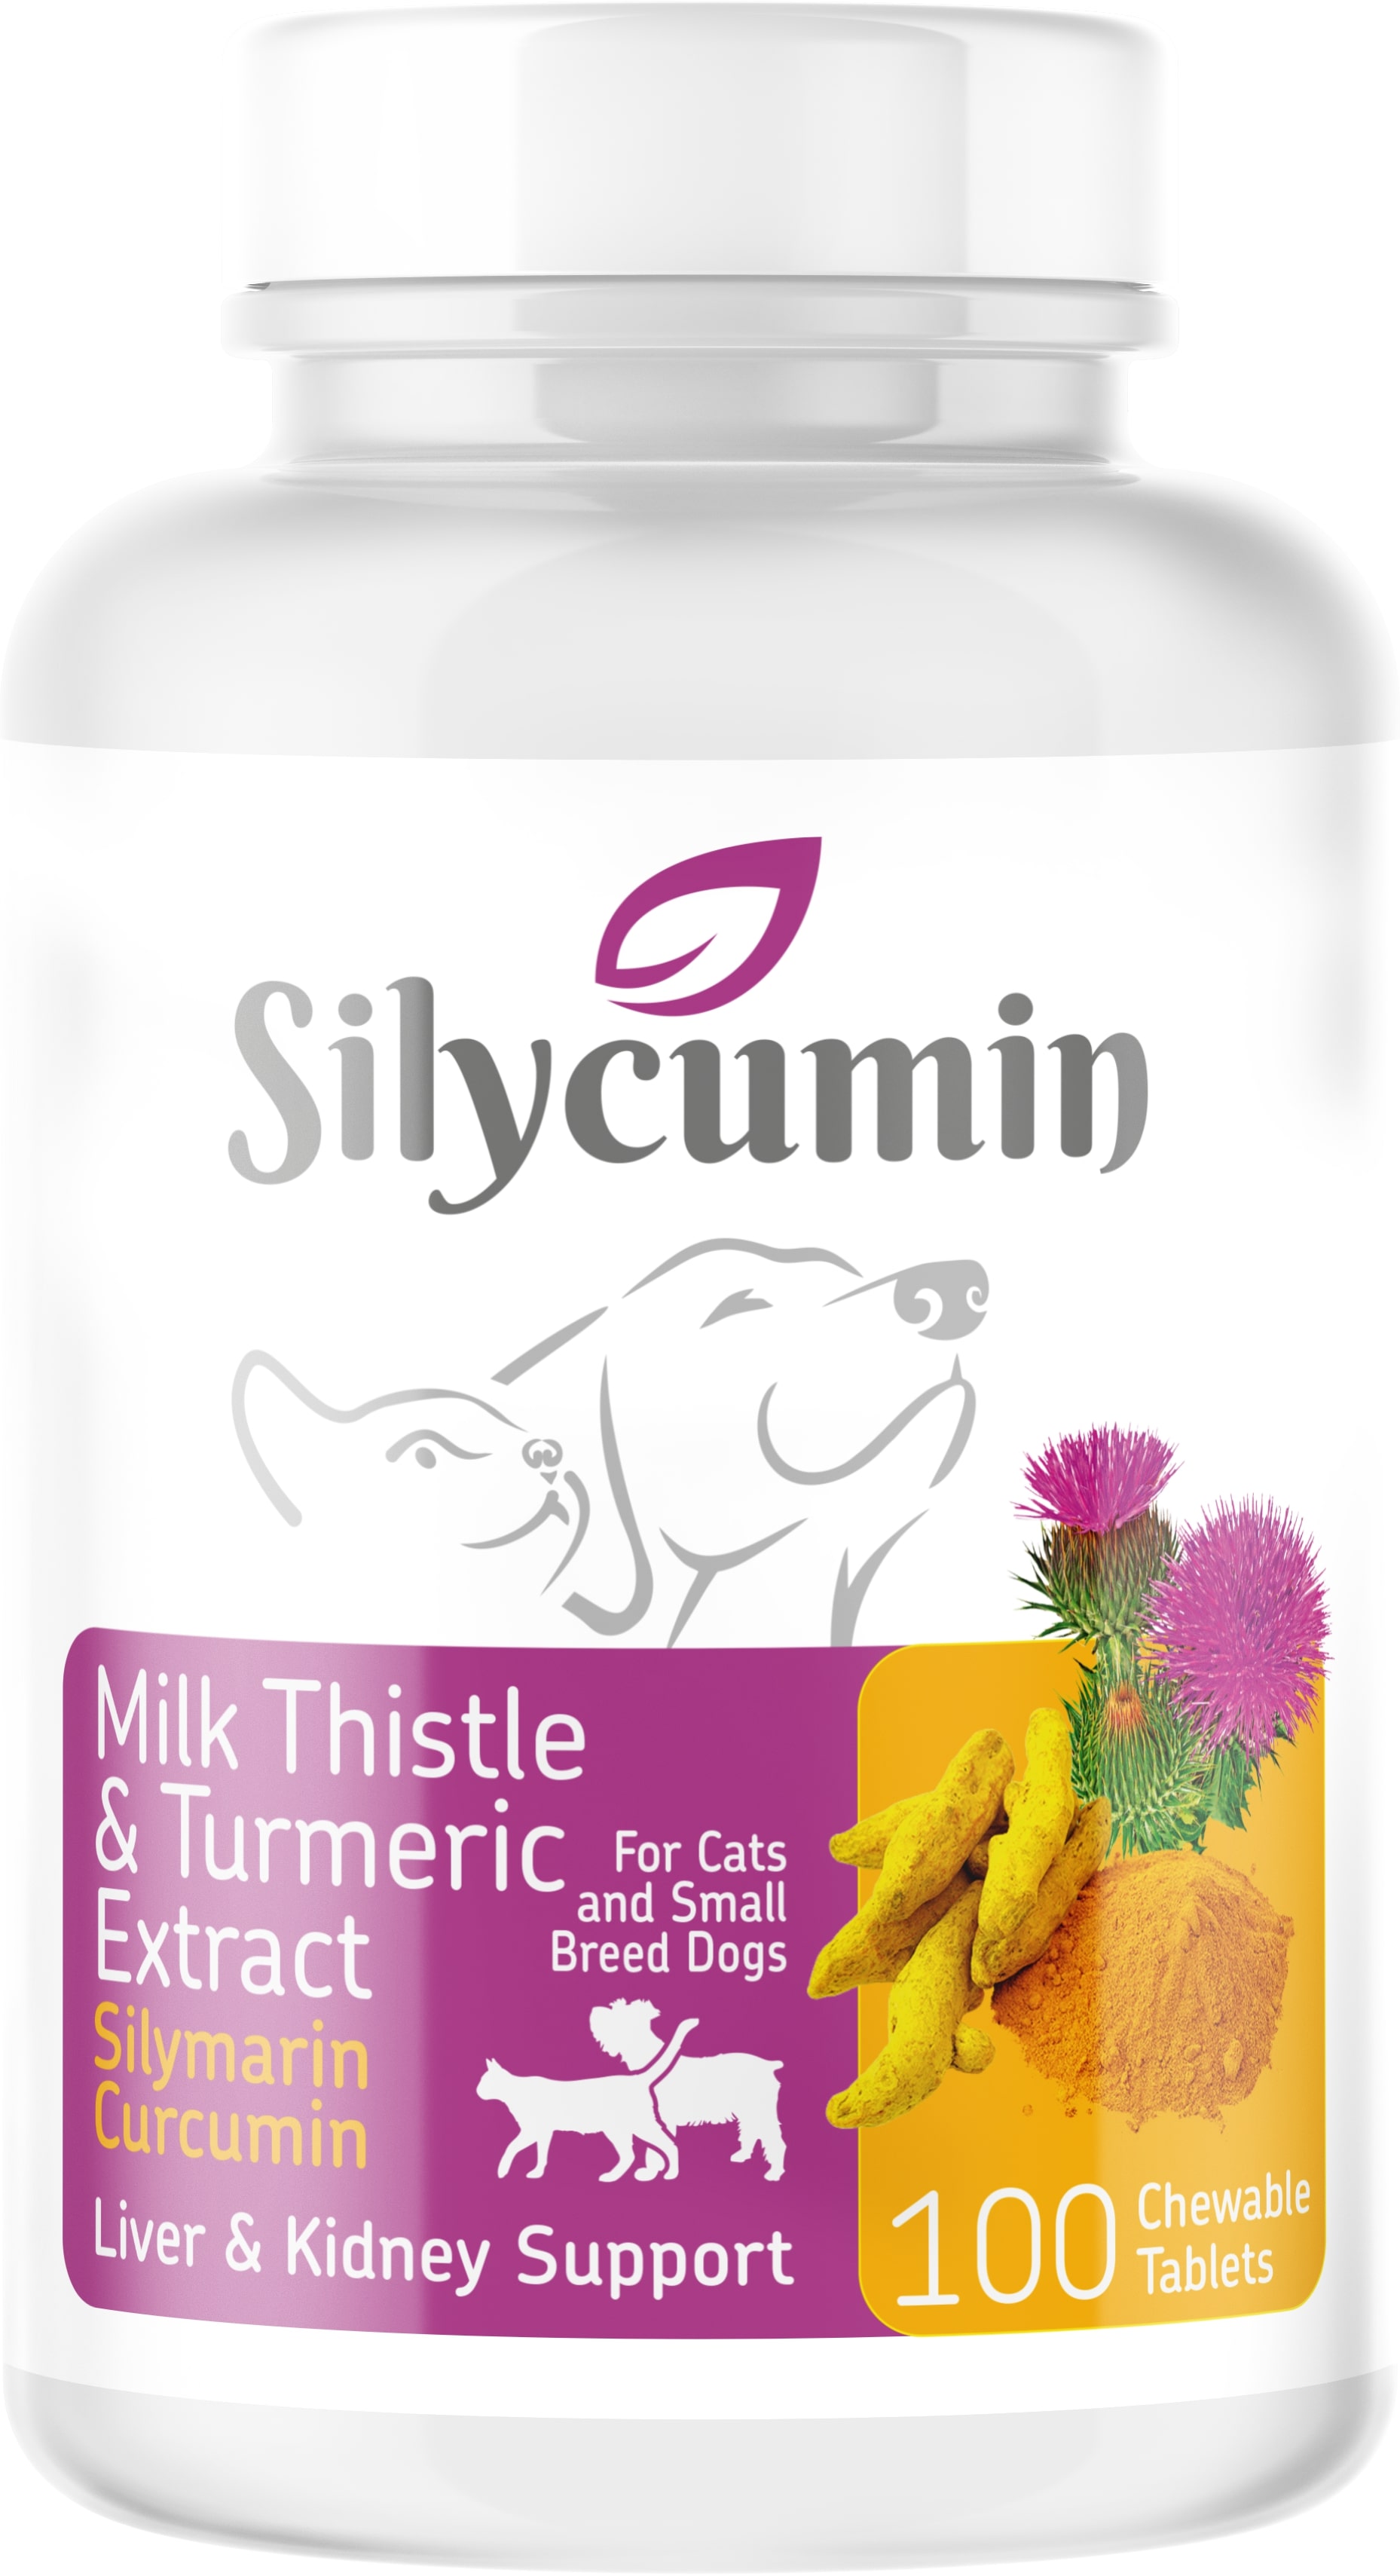 Silycumin
Milk Thistle
& Turmeric
Extract
For Cats
and Small
Breed Dogs
Silymarin
Curcumin
Liver & Kidney Support
100
Chewable
Tablets